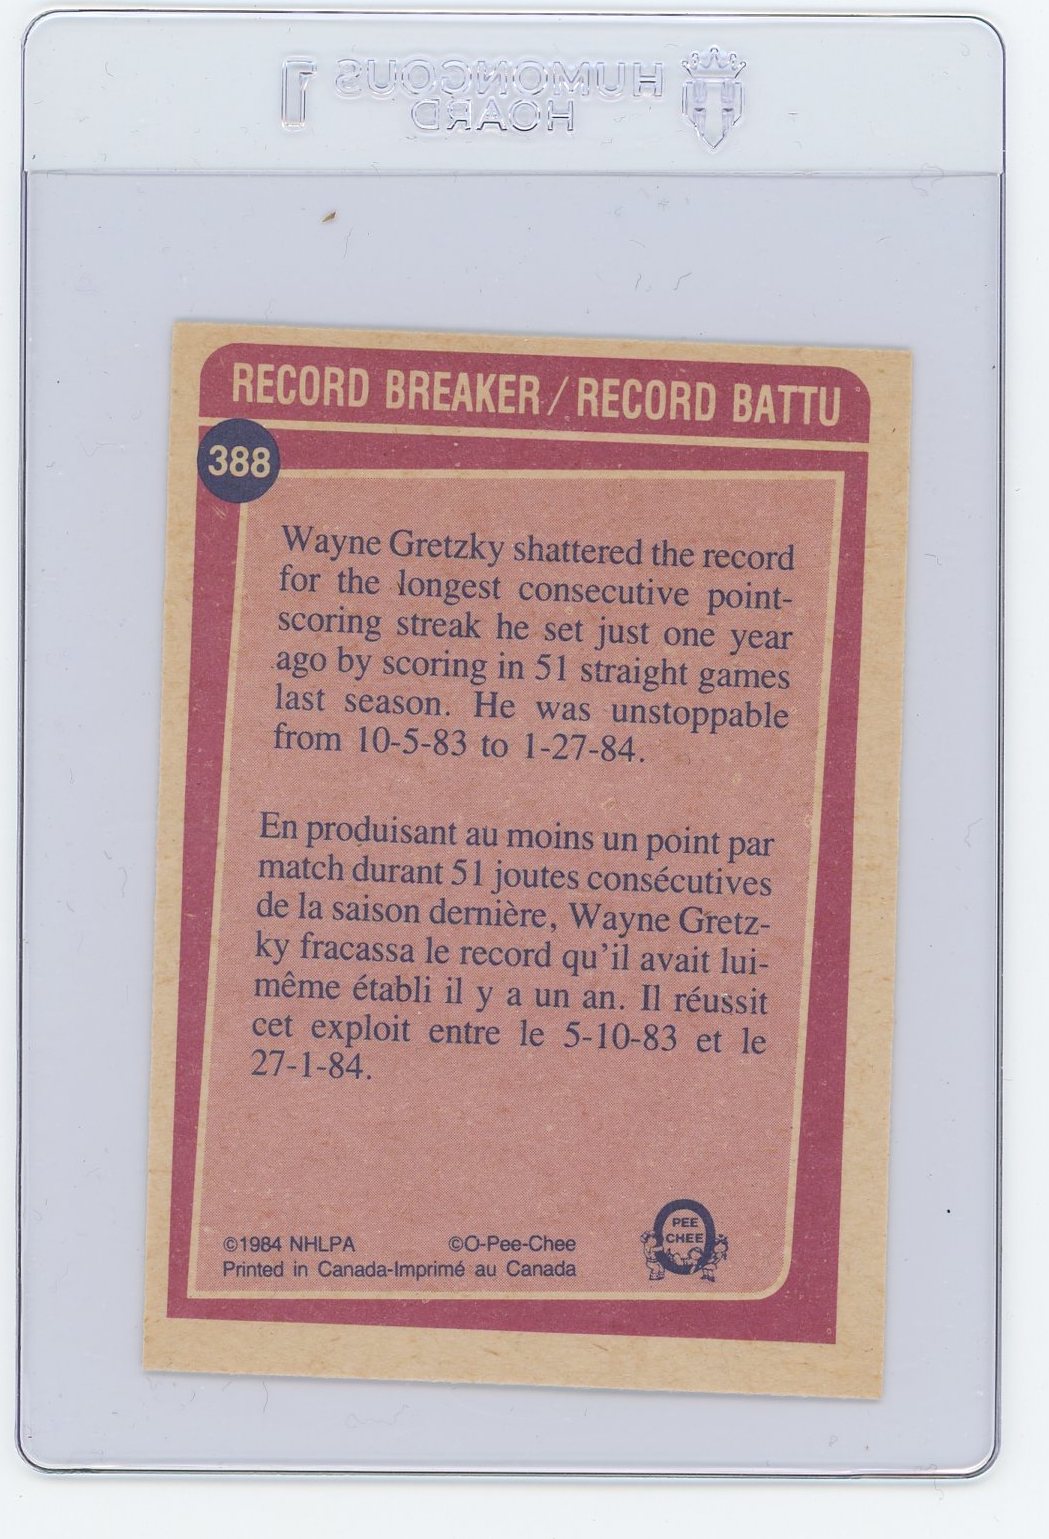 HUMONGOUS
HOARD
RECORD BREAKER/RECORD BATTU
388
Wayne Gretzky shattered the record
for the longest consecutive point-
scoring streak he set just one year
ago by scoring in 51 straight games
last season. He was unstoppable
from 10-5-83 to 1-27-84.
En produisant au moins un point par
match durant 51 joutes consécutives
de la saison dernière, Wayne Gretz-
ky fracassa le record qu'il avait lui-
même établi il y a un an. Il réussit
cet exploit entre le 5-10-83 et le
27-1-84.
©1984 NHLPA ©O-Pee-Chee
Printed in Canada-Imprimé au Canada
O
PEE
CHEE